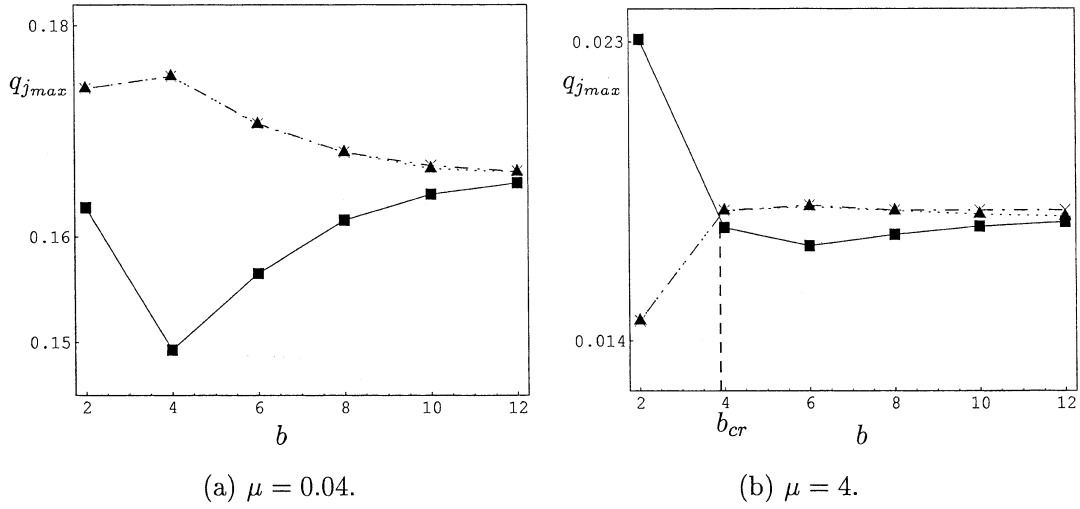 0.18
q_{j_{max}}
0.16
0.15
2 4 6 8 10 12
b
(a) μ = 0.04.
0.023
q_{j_{max}}
0.014
2 4 6 8 10 12
b_{cr} b
(b) μ = 4.